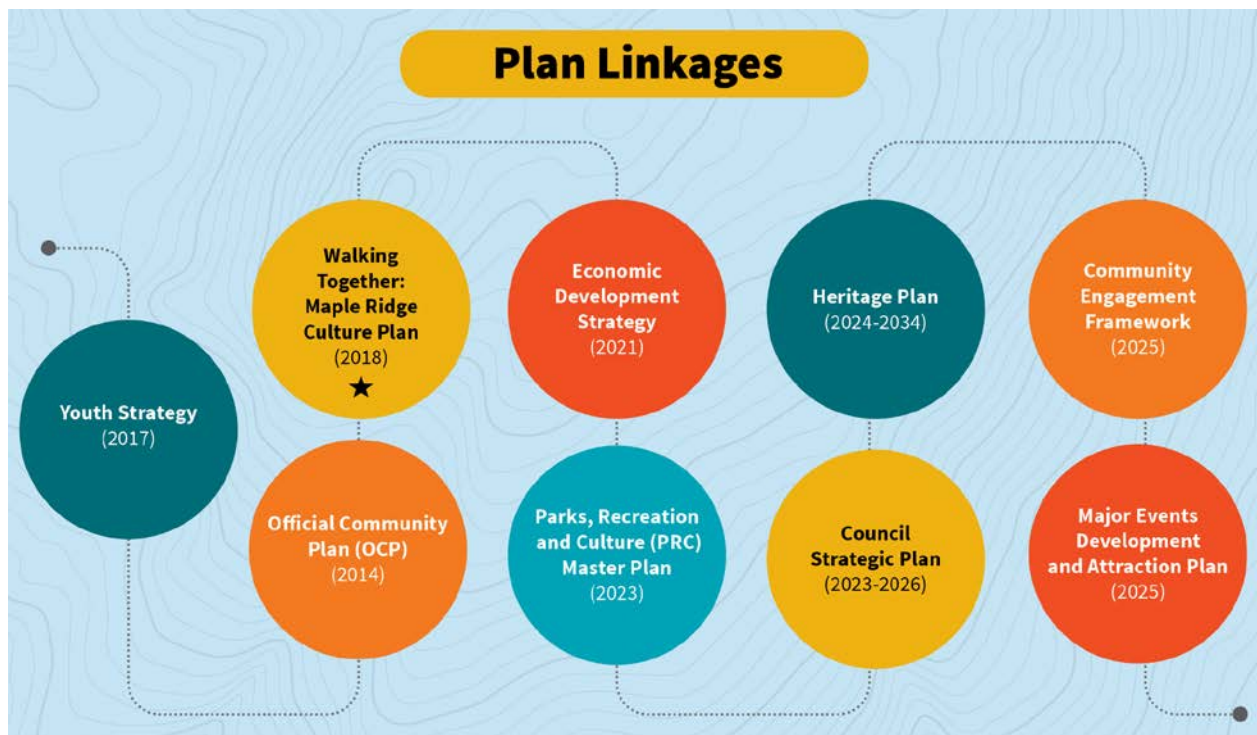 Plan Linkages
Youth Strategy
(2017)
Walking
Together:
Maple Ridge
Culture Plan
(2018)
Official Community
Plan (OCP)
(2014)
Economic
Development
Strategy
(2021)
Parks, Recreation
and Culture (PRC)
Master Plan
(2023)
Heritage Plan
(2024-2034)
Council
Strategic Plan
(2023-2026)
Community
Engagement
Framework
(2025)
Major Events
Development
and Attraction Plan
(2025)